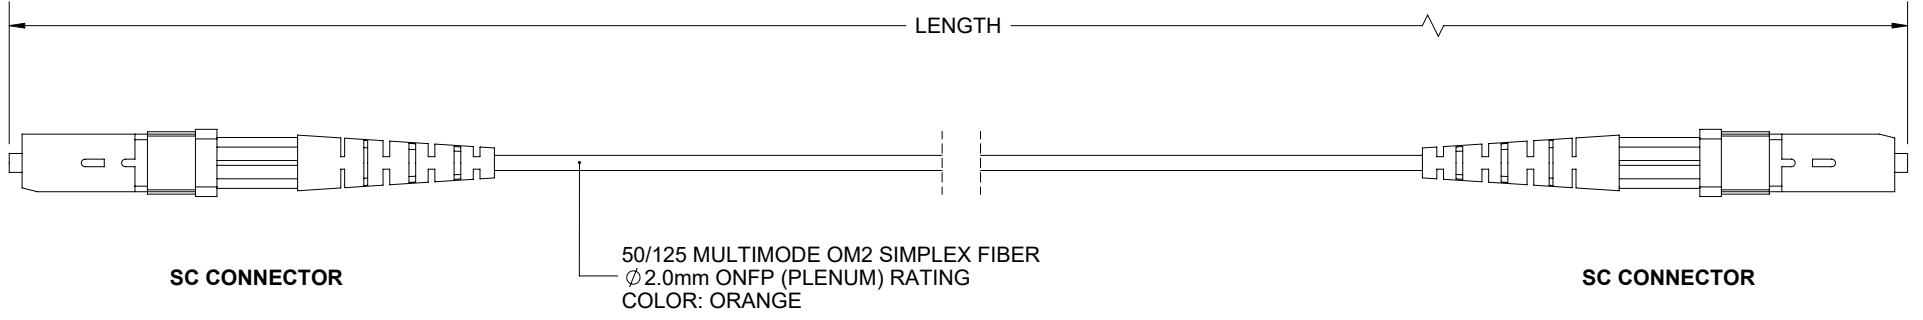 LENGTH
50/125 MULTIMODE OM2 SIMPLEX FIBER
∅2.0mm ONFP (PLENUM) RATING
COLOR: ORANGE
SC CONNECTOR
SC CONNECTOR